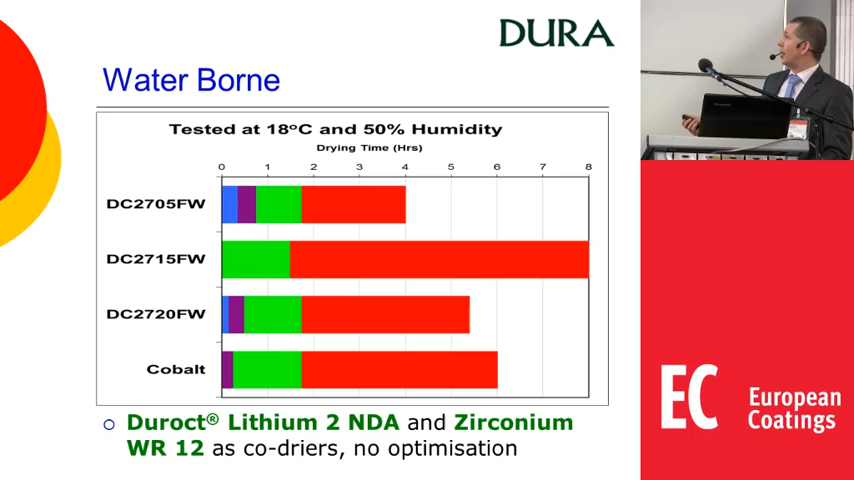 DURA
Water Borne
Tested at 18°C and 50% Humidity
Drying Time (Hrs)
0 1 2 3 4 5 6 7 8
DC2705FW
DC2715FW
DC2720FW
Cobalt
Duroct® Lithium 2 NDA and Zirconium
WR 12 as co-driers, no optimisation
EC European
Coatings